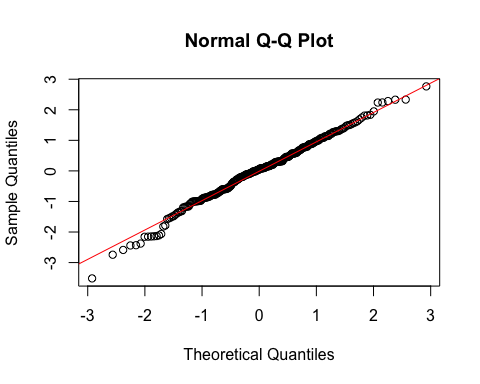 Normal Q-Q Plot
Sample Quantiles
3
2
1
0
-1
-2
-3
-3 -2 -1 0 1 2 3
Theoretical Quantiles